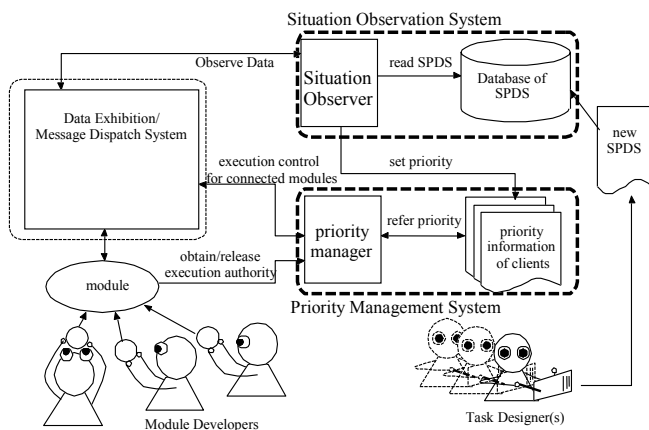 Situation Observation System
Observe Data
Situation
Observer
read SPDS
Database of
SPDS
Data Exhibition/
Message Dispatch System
new
SPDS
execution control
for connected modules
set priority
priority
manager
refer priority
priority
information
of clients
obtain/release
execution authority
module
Priority Management System
Module Developers
Task Designer(s)